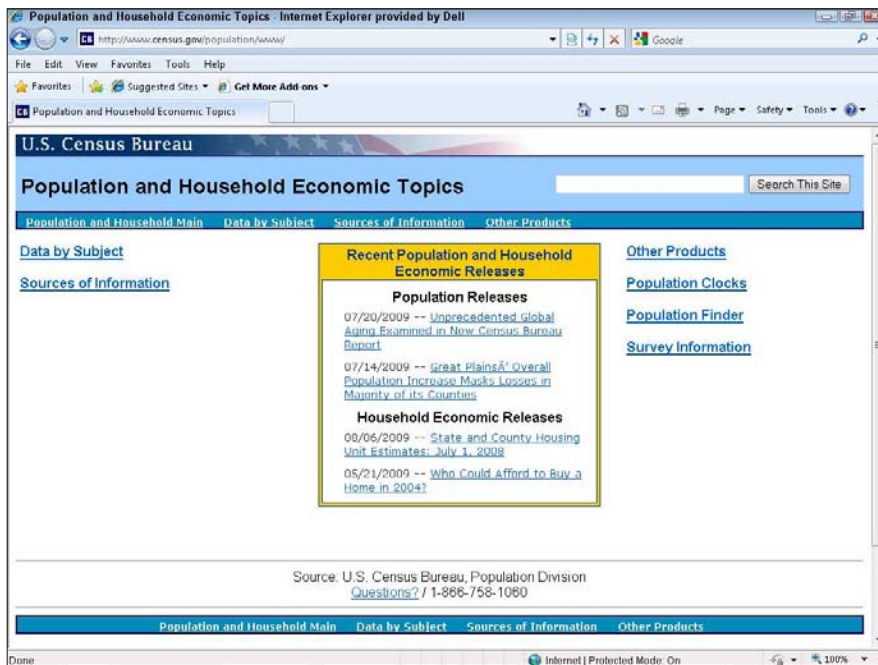 Population and Household Economic Topics - Internet Explorer provided by Dell
http://www.census.gov/population/www/
Google
File Edit View Favorites Tools Help
Favorites Suggested Sites Get More Add-ons
Population and Household Economic Topics
Page Safety Tools
U.S. Census Bureau
Population and Household Economic Topics
Search This Site
Population and Household Main Data by Subject Sources of Information Other Products
Data by Subject
Sources of Information
Recent Population and Household
Economic Releases
Population Releases
07/20/2009 -- Unprecedented Global
Aging Examined in New Census Bureau
Report
07/14/2009 -- Great PlainsÂ’ Overall
Population Increase Masks Losses in
Majority of its Counties
Household Economic Releases
08/06/2009 -- State and County Housing
Unit Estimates: July 1, 2008
05/21/2009 -- Who Could Afford to Buy a
Home in 2004?
Other Products
Population Clocks
Population Finder
Survey Information
Source: U.S. Census Bureau, Population Division
Questions? / 1-866-758-1060
Population and Household Main Data by Subject Sources of Information Other Products
Done
Internet | Protected Mode: On
100%